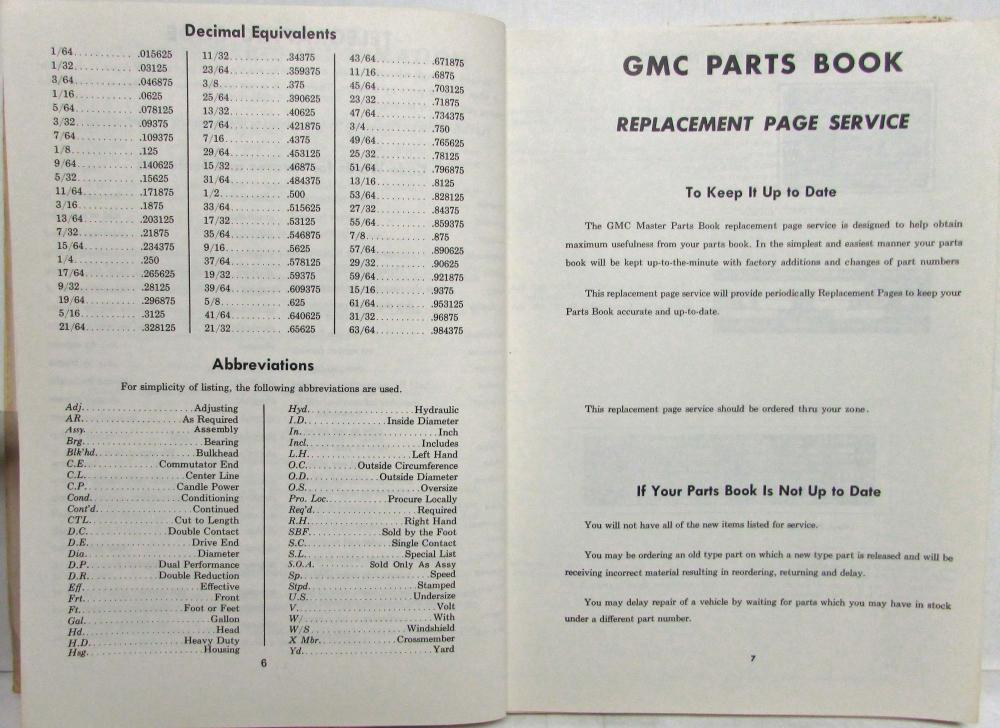 Decimal Equivalents
1/64 .015625
1/32 .03125
3/64 .046875
1/16 .0625
5/64 .078125
3/32 .09375
7/64 .109375
1/8 .125
9/64 .140625
5/32 .15625
11/64 .171875
3/16 .1875
13/64 .203125
7/32 .21875
15/64 .234375
1/4 .250
17/64 .265625
9/32 .28125
19/64 .296875
5/16 .3125
21/64 .328125
11/32 .34375
23/64 .359375
3/8 .375
25/64 .390625
13/32 .40625
27/64 .421875
7/16 .4375
29/64 .453125
15/32 .46875
31/64 .484375
1/2 .500
33/64 .515625
17/32 .53125
35/64 .546875
9/16 .5625
37/64 .578125
19/32 .59375
39/64 .609375
5/8 .625
41/64 .640625
21/32 .65625
43/64 .671875
11/16 .6875
45/64 .703125
23/32 .71875
47/64 .734375
3/4 .750
49/64 .765625
25/32 .78125
51/64 .796875
13/16 .8125
53/64 .828125
27/32 .84375
55/64 .859375
7/8 .875
57/64 .890625
29/32 .90625
59/64 .921875
15/16 .9375
61/64 .953125
31/32 .96875
63/64 .984375
Abbreviations
For simplicity of listing, the following abbreviations are used.
Adj. Adjusting
AR. As Required
Assy. Assembly
Brg. Bearing
Blk'hd. Bulkhead
C.E. Commutator End
C.L. Center Line
C.P. Candle Power
Cond. Conditioning
Cont'd. Continued
CTL. Cut to Length
D.C. Double Contact
D.E. Drive End
Dia. Diameter
D.P. Dual Performance
D.R. Double Reduction
Eff. Effective
Frt. Front
Ft. Foot or Feet
Gal. Gallon
Hd. Head
H.D. Heavy Duty
Hsg. Housing
Hyd. Hydraulic
I.D. Inside Diameter
In. Inch
Incl. Includes
L.H. Left Hand
O.C. Outside Circumference
O.D. Outside Diameter
O.S. Oversize
Pro. Loc. Procure Locally
Req'd. Required
R.H. Right Hand
SBF. Sold by the Foot
S.C. Single Contact
S.L. Special List
S.O.A. Sold Only As Assy
Sp. Speed
Stpd. Stamped
U.S. Undersize
V. Volt
W/ With
W/S Windshield
X Mbr. Crossmember
Yd. Yard
6
GMC PARTS BOOK
REPLACEMENT PAGE SERVICE
To Keep It Up to Date
The GMC Master Parts Book replacement page service is designed to help obtain
maximum usefulness from your parts book. In the simplest and easiest manner your parts
book will be kept up-to-the-minute with factory additions and changes of part numbers
This replacement page service will provide periodically Replacement Pages to keep your
Parts Book accurate and up-to-date.
This replacement page service should be ordered thru your zone.
If Your Parts Book Is Not Up to Date
You will not have all of the new items listed for service.
You may be ordering an old type part on which a new type part is released and will be
receiving incorrect material resulting in reordering, returning and delay.
You may delay repair of a vehicle by waiting for parts which you may have in stock
under a different part number.
7